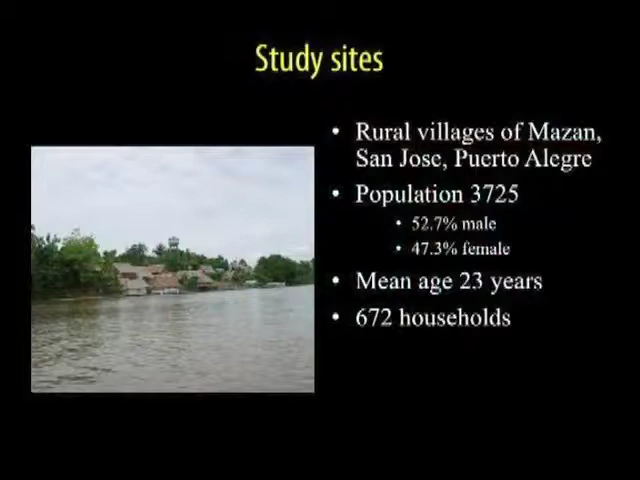 Study sites
• Rural villages of Mazan,
San Jose, Puerto Alegre
• Population 3725
• 52.7% male
• 47.3% female
• Mean age 23 years
• 672 households